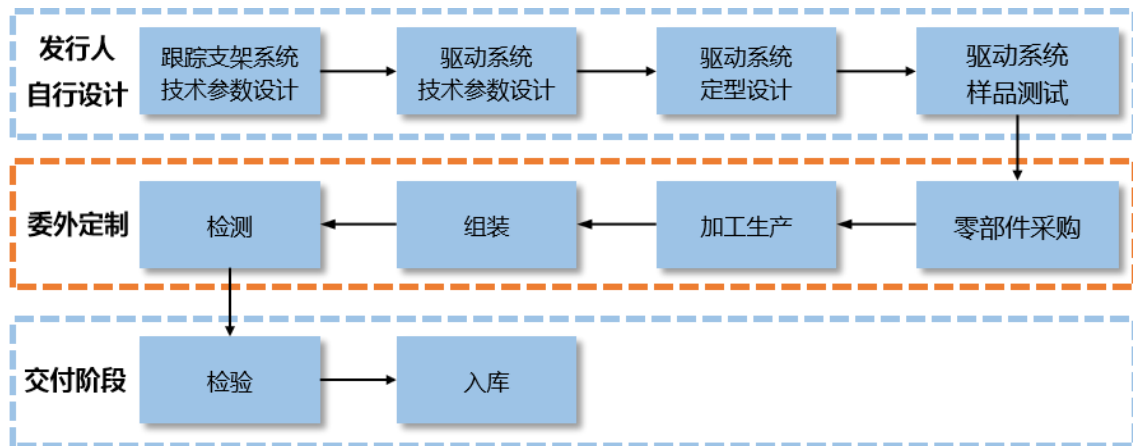 发行人
自行设计
跟踪支架系统
技术参数设计
驱动系统
技术参数设计
驱动系统
定型设计
驱动系统
样品测试
委外定制
检测
组装
加工生产
零部件采购
交付阶段
检验
入库